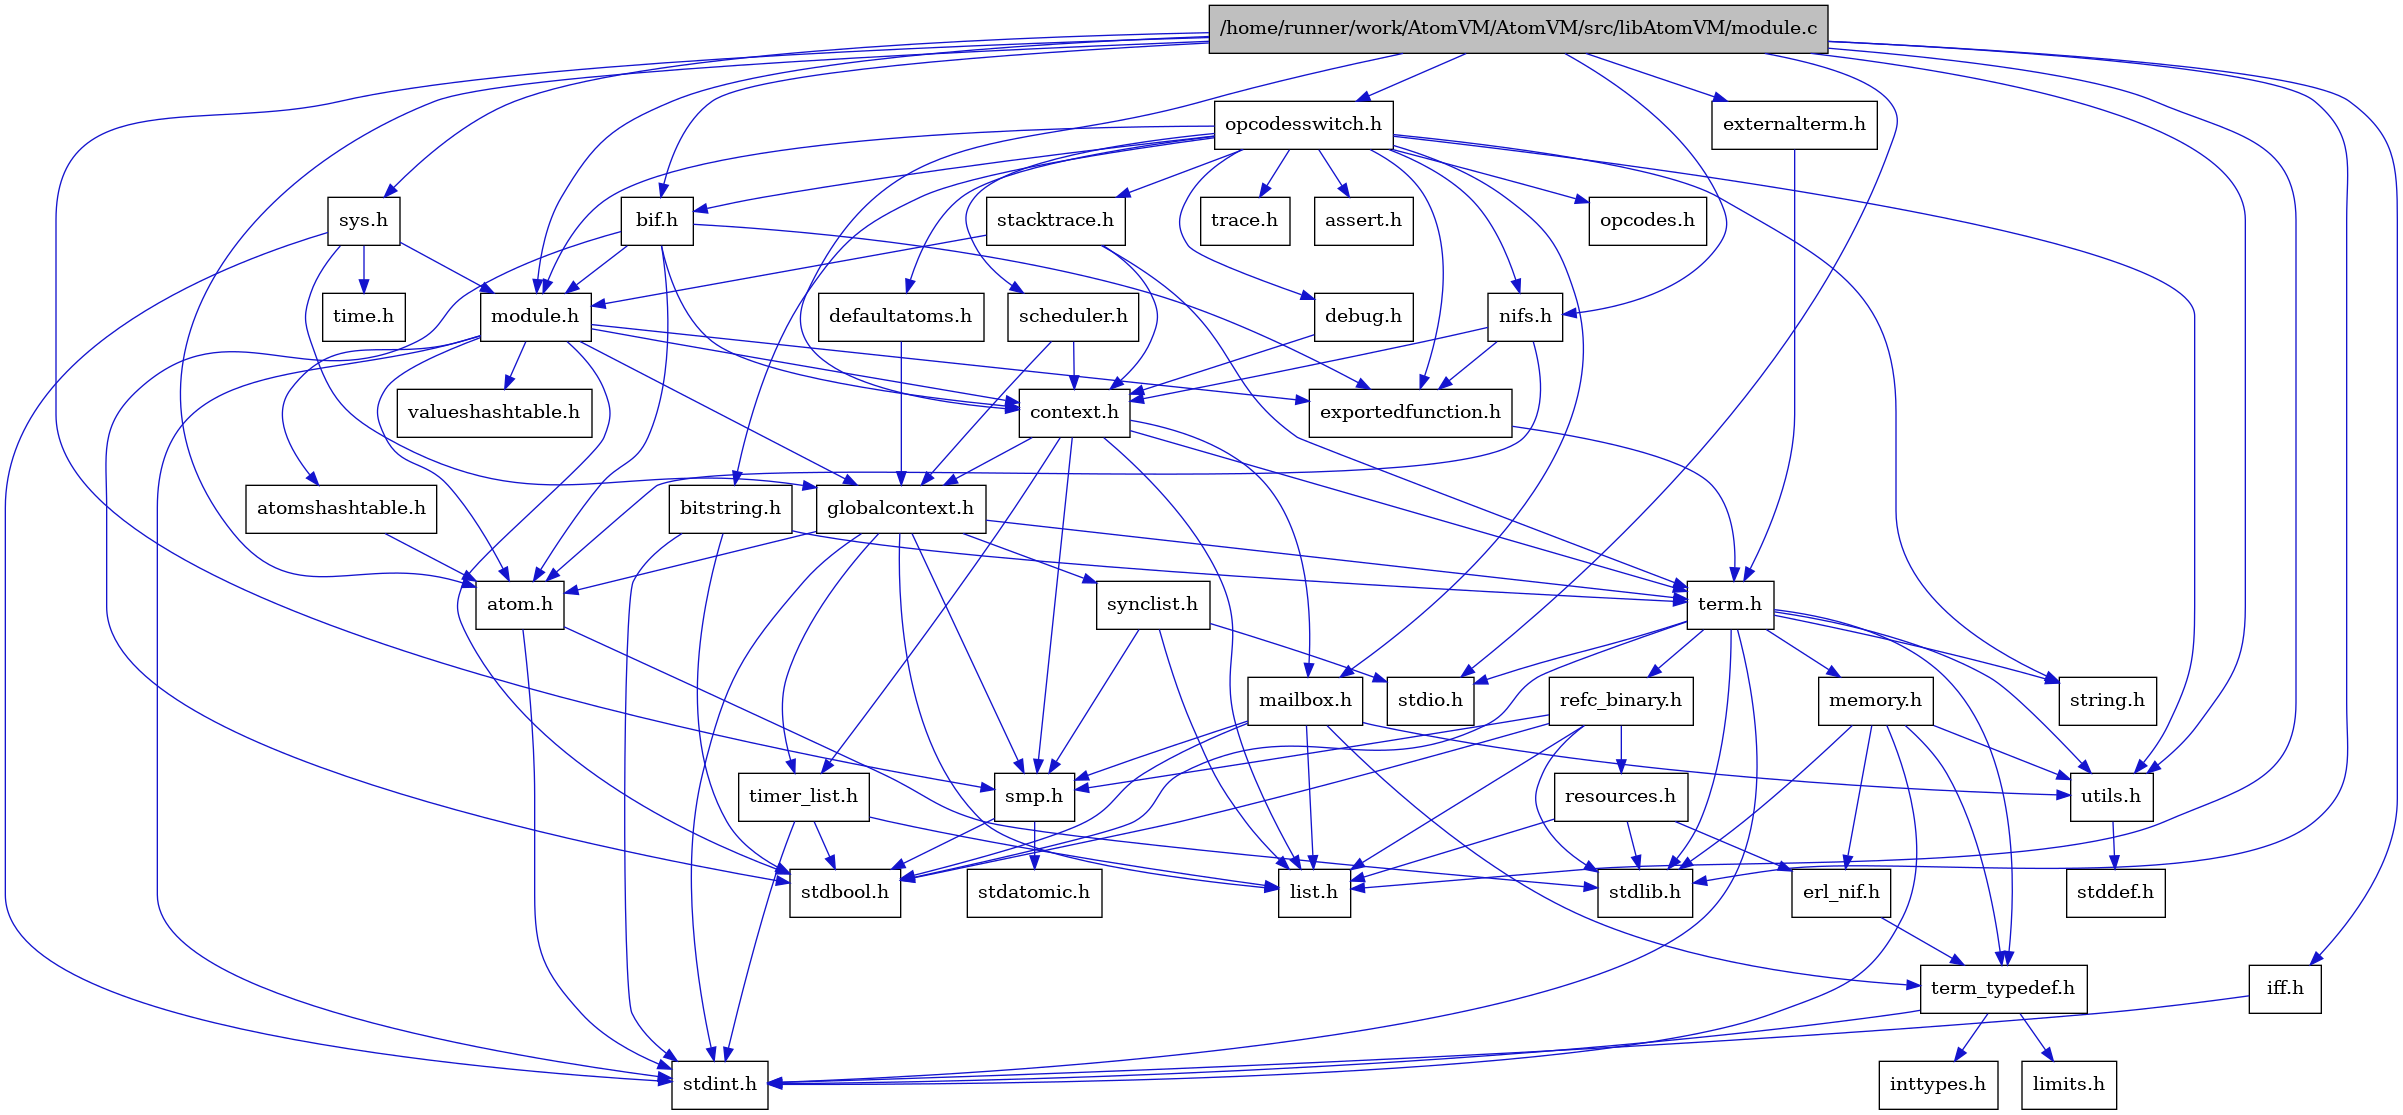 /home/runner/work/AtomVM/AtomVM/src/libAtomVM/module.c
opcodesswitch.h
externalterm.h
sys.h
bif.h
stacktrace.h
trace.h
assert.h
opcodes.h
time.h
module.h
defaultatoms.h
scheduler.h
debug.h
nifs.h
valueshashtable.h
context.h
exportedfunction.h
atomshashtable.h
bitstring.h
globalcontext.h
atom.h
synclist.h
term.h
mailbox.h
stdio.h
refc_binary.h
memory.h
string.h
timer_list.h
smp.h
resources.h
utils.h
stdbool.h
stdatomic.h
list.h
stdlib.h
erl_nif.h
stddef.h
term_typedef.h
iff.h
stdint.h
inttypes.h
limits.h